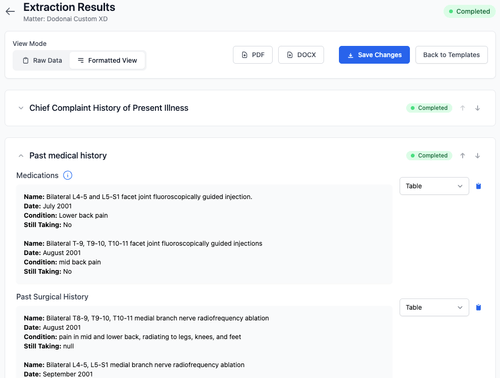 Extraction Results
Matter: Dodonai Custom XD
Completed
View Mode
Raw Data
Formatted View
PDF
DOCX
Save Changes
Back to Templates
Chief Complaint History of Present Illness
Completed
Past medical history
Completed
Medications
Table
Name: Bilateral L4-5 and L5-S1 facet joint fluoroscopically guided injection.
Date: July 2001
Condition: Lower back pain
Still Taking: No
Name: Bilateral T-9, T9-10, T10-11 facet joint fluoroscopically guided injections
Date: August 2001
Condition: mid back pain
Still Taking: No
Past Surgical History
Table
Name: Bilateral T8-9, T9-10, T10-11 medial branch nerve radiofrequency ablation
Date: August 2001
Condition: pain in mid and lower back, radiating to legs, knees, and feet
Still Taking: null
Name: Bilateral L4-5, L5-S1 medial branch nerve radiofrequency ablation
Date: September 2001